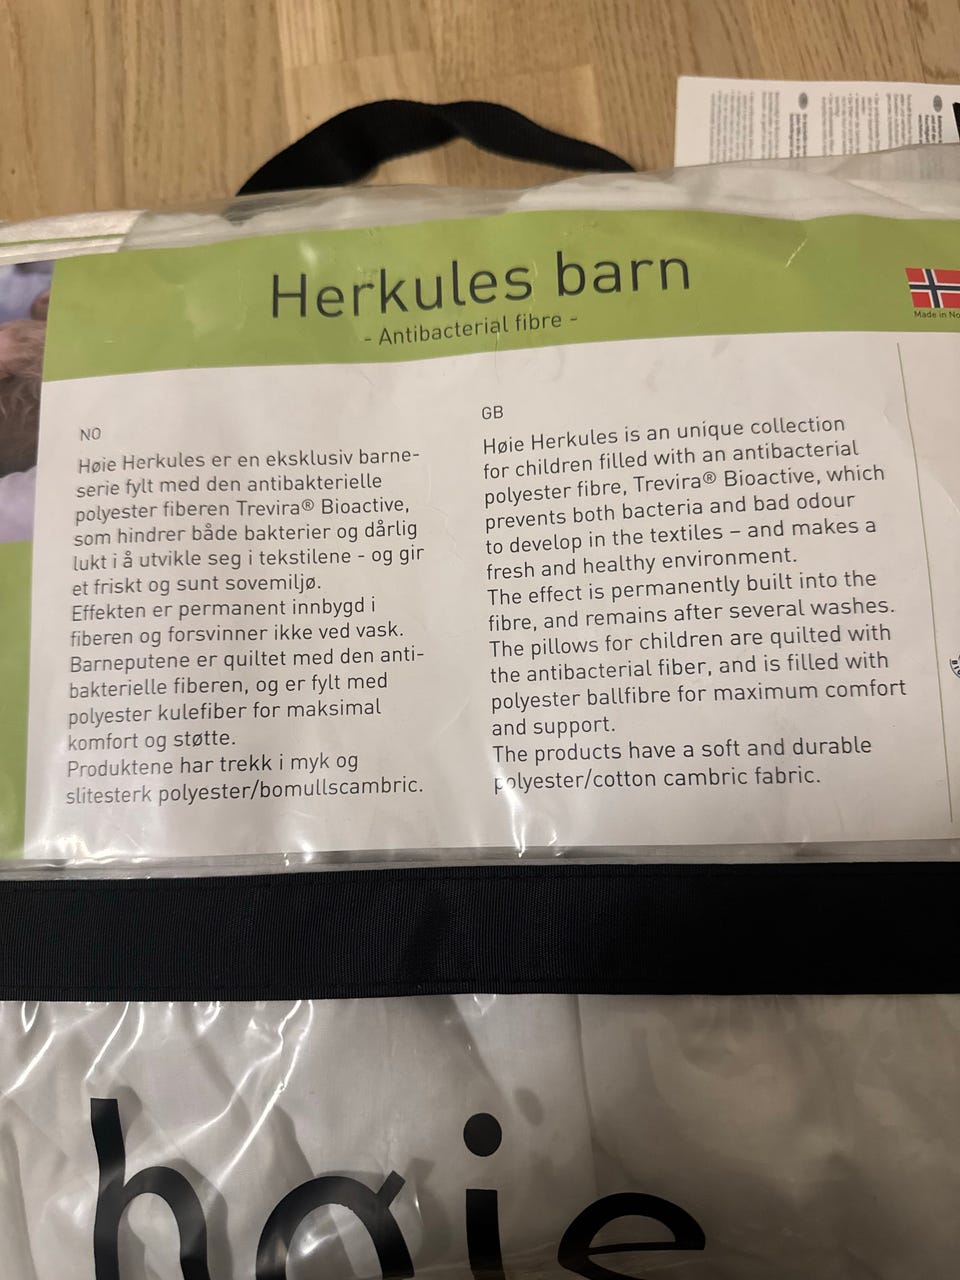 Herkules barn
- Antibacterial fibre -
Made in
NO
Høie Herkules er en eksklusiv barne-
serie fylt med den antibakterielle
polyester fiberen Trevira® Bioactive,
som hindrer både bakterier og dårlig
lukt i å utvikle seg i tekstilene - og gir
et friskt og sunt sovemiljø.
Effekten er permanent innbygd i
fiberen og forsvinner ikke ved vask.
Barneputene er quiltet med den anti-
bakterielle fiberen, og er fylt med
polyester kulefiber for maksimal
komfort og støtte.
Produktene har trekk i myk og
slitesterk polyester/bomullscambric.
GB
Høie Herkules is an unique collection
for children filled with an antibacterial
polyester fibre, Trevira® Bioactive, which
prevents both bacteria and bad odour
to develop in the textiles – and makes a
fresh and healthy environment.
The effect is permanently built into the
fibre, and remains after several washes.
The pillows for children are quilted with
the antibacterial fiber, and is filled with
polyester ballfibre for maximum comfort
and support.
The products have a soft and durable
polyester/cotton cambric fabric.
høie